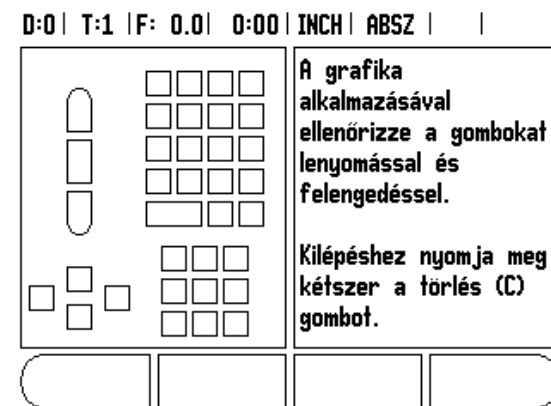 D:0| T:1 |F: 0.0| 0:00| INCH| ABSZ | |
A grafika
alkalmazásával
ellenőrizze a gombokat
lenyomással és
felengedéssel.
Kilépéshez nyomja meg
kétszer a törlés (C)
gombot.